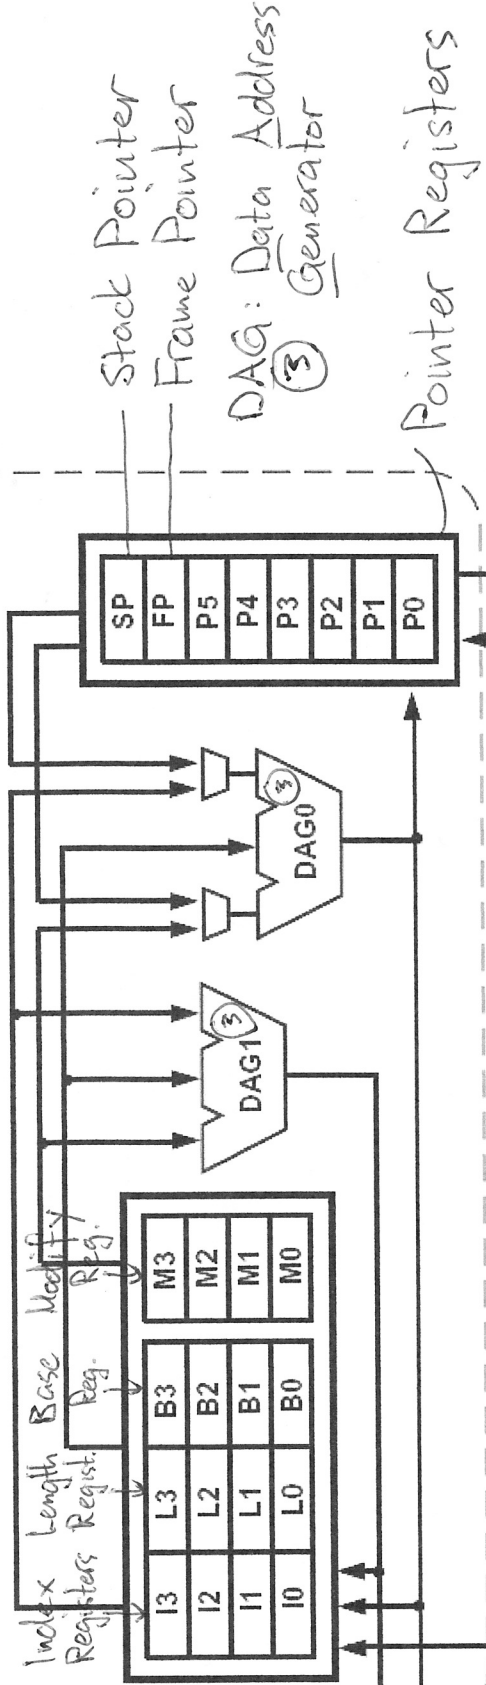 Index Registers
Length Regist.
Base Reg.
Modify Reg.
I3 L3 B3 M3
I2 L2 B2 M2
I1 L1 B1 M1
I0 L0 B0 M0
DAG1
3
DAG0
3
SP
FP
P5
P4
P3
P2
P1
P0
Stack Pointer
Frame Pointer
DAG: Data Address
3 Generator
Pointer Registers